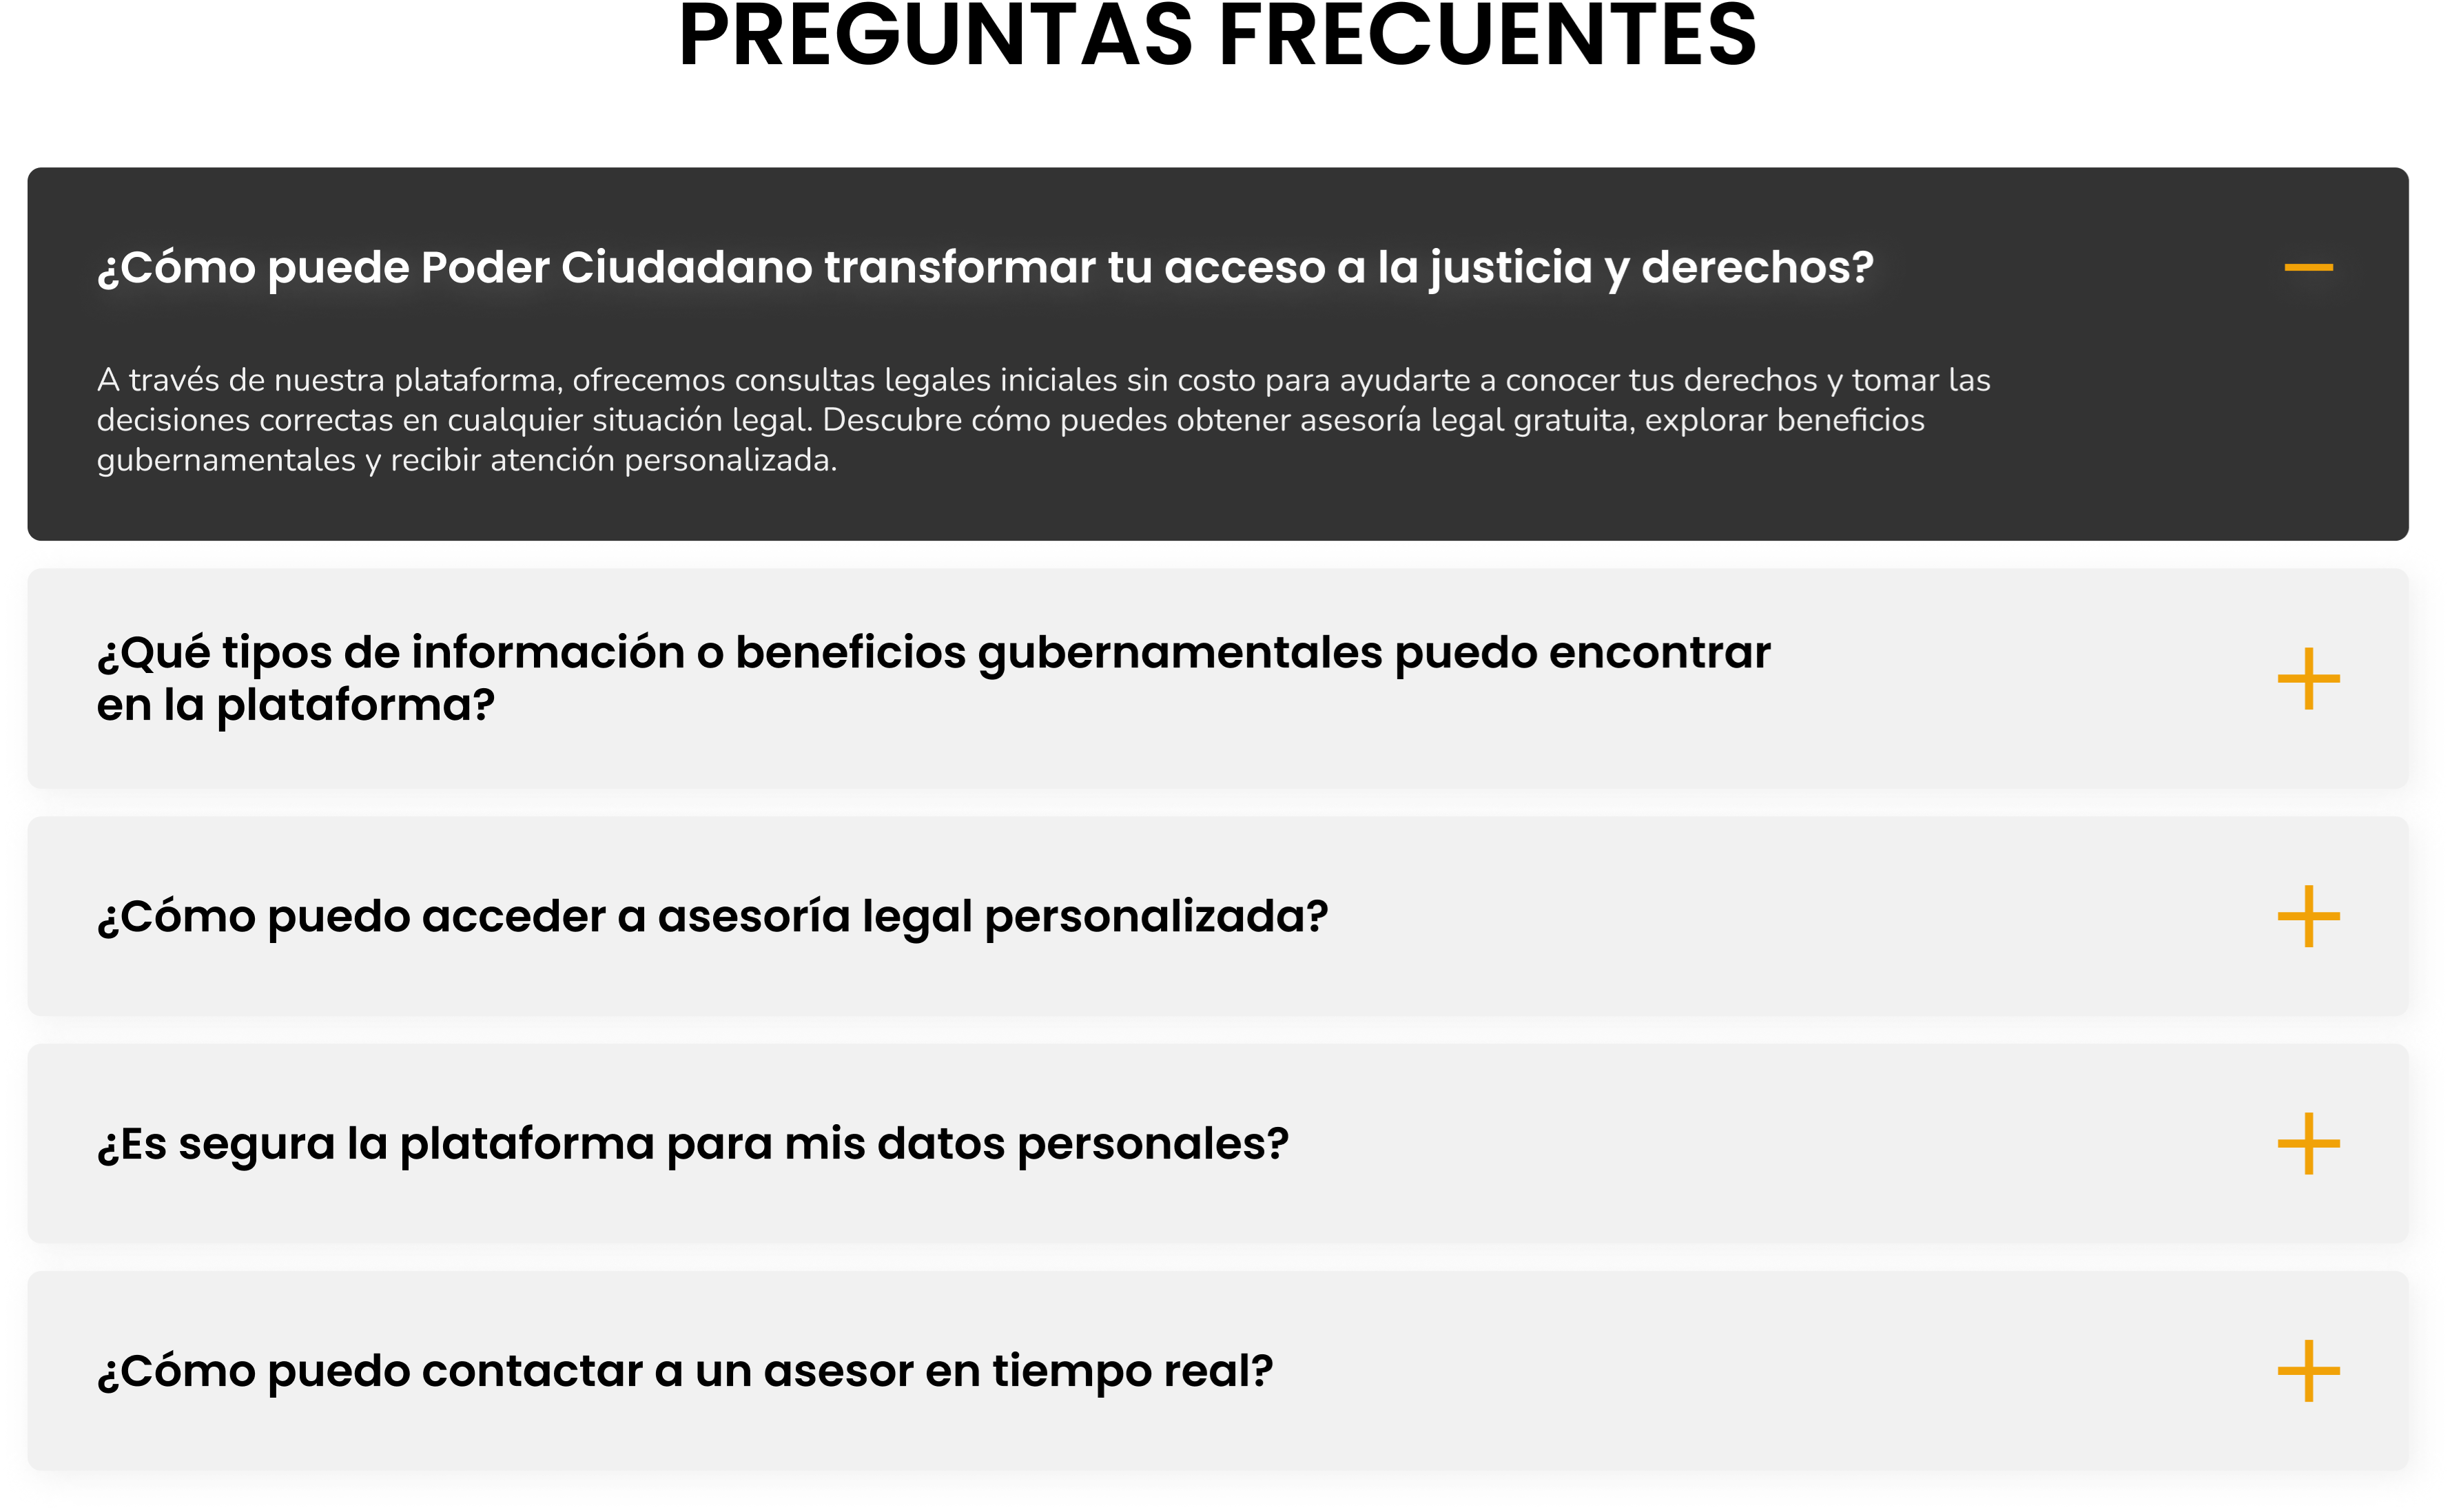 PREGUNTAS FRECUENTES
¿Cómo puede Poder Ciudadano transformar tu acceso a la justicia y derechos?
A través de nuestra plataforma, ofrecemos consultas legales iniciales sin costo para ayudarte a conocer tus derechos y tomar las
decisiones correctas en cualquier situación legal. Descubre cómo puedes obtener asesoría legal gratuita, explorar beneficios
gubernamentales y recibir atención personalizada.
¿Qué tipos de información o beneficios gubernamentales puedo encontrar
en la plataforma?
¿Cómo puedo acceder a asesoría legal personalizada?
¿Es segura la plataforma para mis datos personales?
¿Cómo puedo contactar a un asesor en tiempo real?